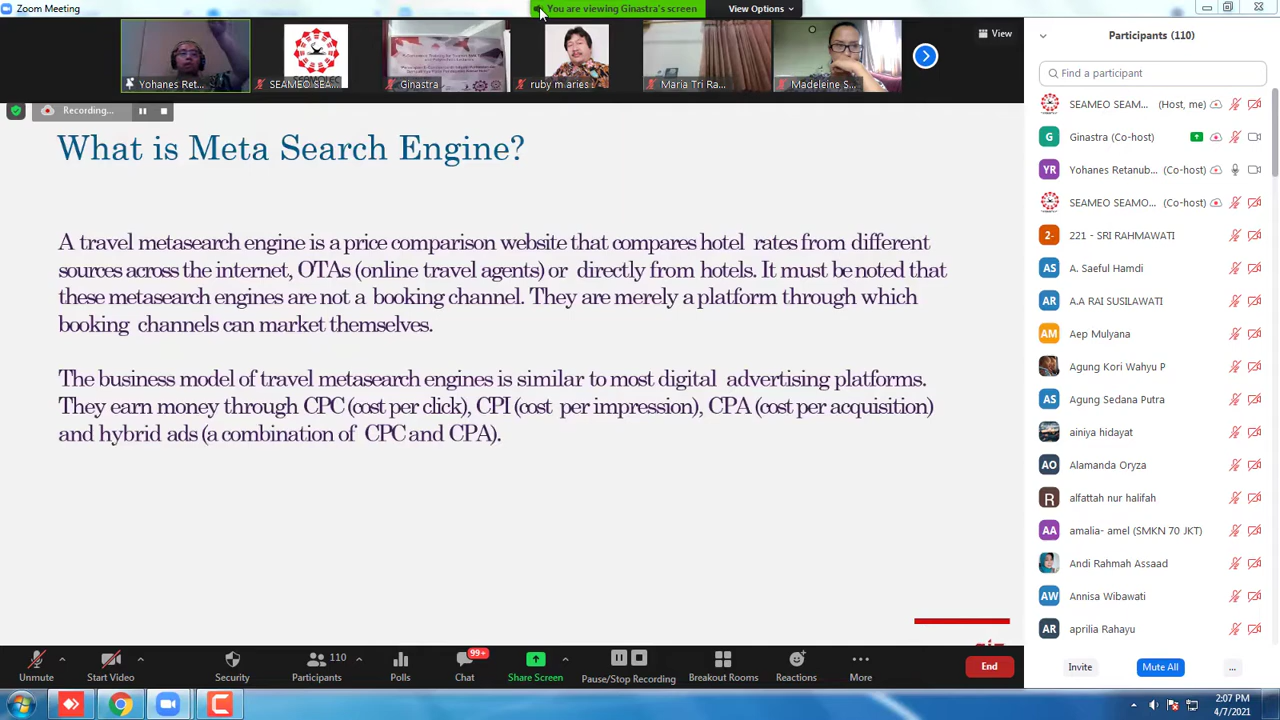 Zoom Meeting
You are viewing Ginastra's screen
View Options
Yohanes Ret...
Ginastra
ruby m aries i
Maria Tri Ra...
Madeleine S...
View
Recording...
What is Meta Search Engine?
A travel metasearch engine is a price comparison website that compares hotel rates from different
sources across the internet, OTAs (online travel agents) or directly from hotels. It must be noted that
these metasearch engines are not a booking channel. They are merely a platform through which
booking channels can market themselves.
The business model of travel metasearch engines is similar to most digital advertising platforms.
They earn money through CPC (cost per click), CPI (cost per impression), CPA (cost per acquisition)
and hybrid ads (a combination of CPC and CPA).
Participants (110)
Find a participant
SEAMEO SEAM... (Host, me)
G Ginastra (Co-host)
YR Yohanes Retanub... (Co-host)
SEAMEO SEAMO... (Co-host)
2- 221 - SRI RAHMAWATI
AS A. Saeful Hamdi
AR A.A RAI SUSILAWATI
AM Aep Mulyana
Agung Kori Wahyu P
AS Agung Sedana Putra
ainiya hidayat
AO Alamanda Oryza
R alfattah nur halifah
AA amalia- amel (SMKN 70 JKT)
Andi Rahmah Assaad
AW Annisa Wibawati
AR aprilia Rahayu
Invite
Mute All
...
Unmute
Start Video
Security
110
Participants
Polls
99+
Chat
Share Screen
Pause/Stop Recording
Breakout Rooms
Reactions
More
End
2:07 PM
4/7/2021